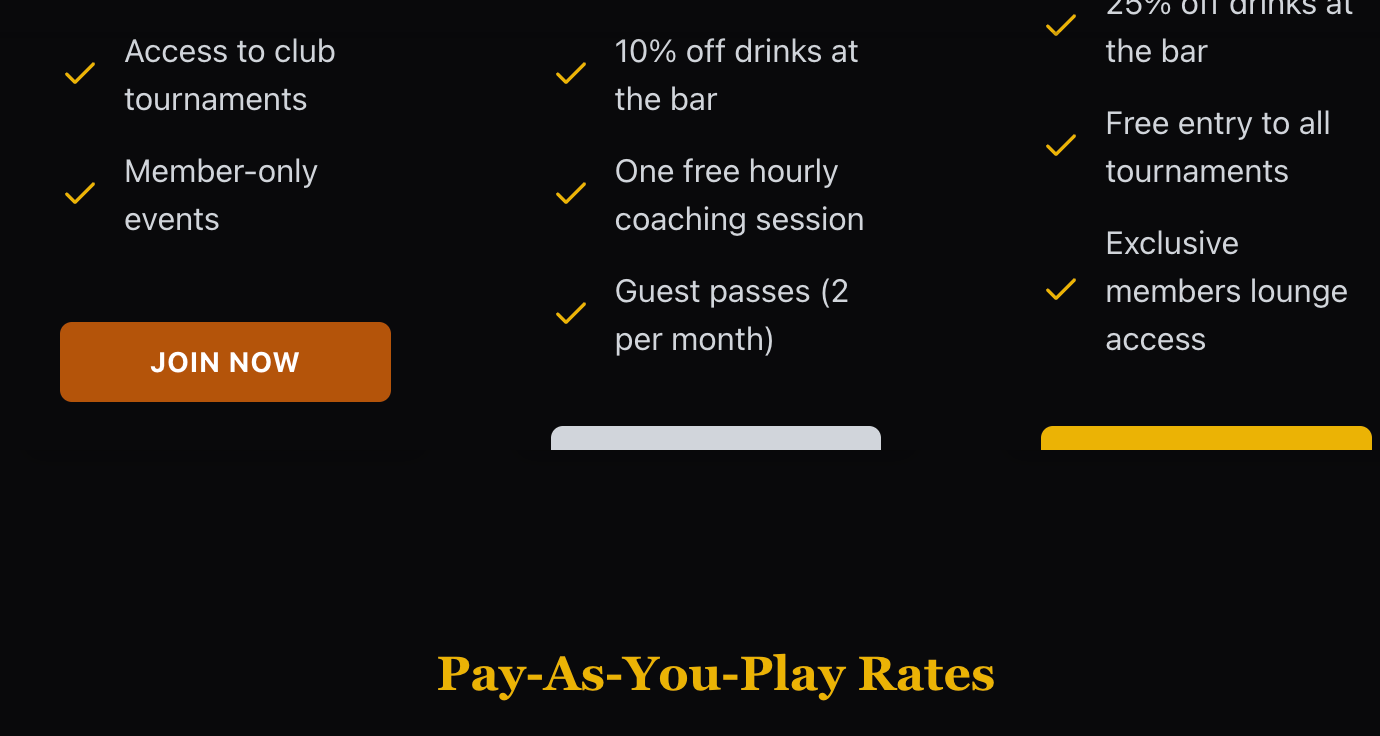 Access to club
tournaments
Member-only
events
JOIN NOW
10% off drinks at
the bar
One free hourly
coaching session
Guest passes (2
per month)
25% off drinks at
the bar
Free entry to all
tournaments
Exclusive
members lounge
access
Pay-As-You-Play Rates